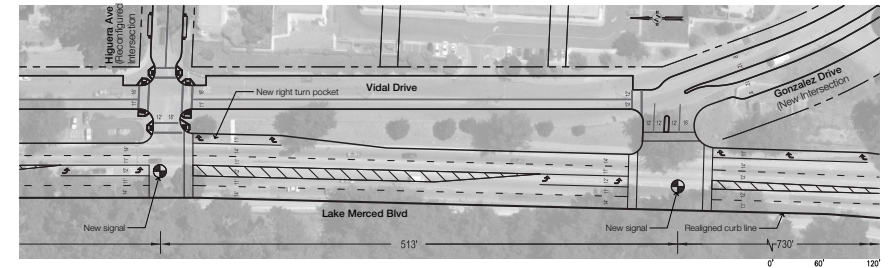 Higuera Ave
(Reconfigured
Intersection
Vidal Drive
New right turn pocket
Gonzalez Drive
(New Intersection
Lake Merced Blvd
New signal
New signal
Realigned curb line
513'
730'
0' 60' 120'